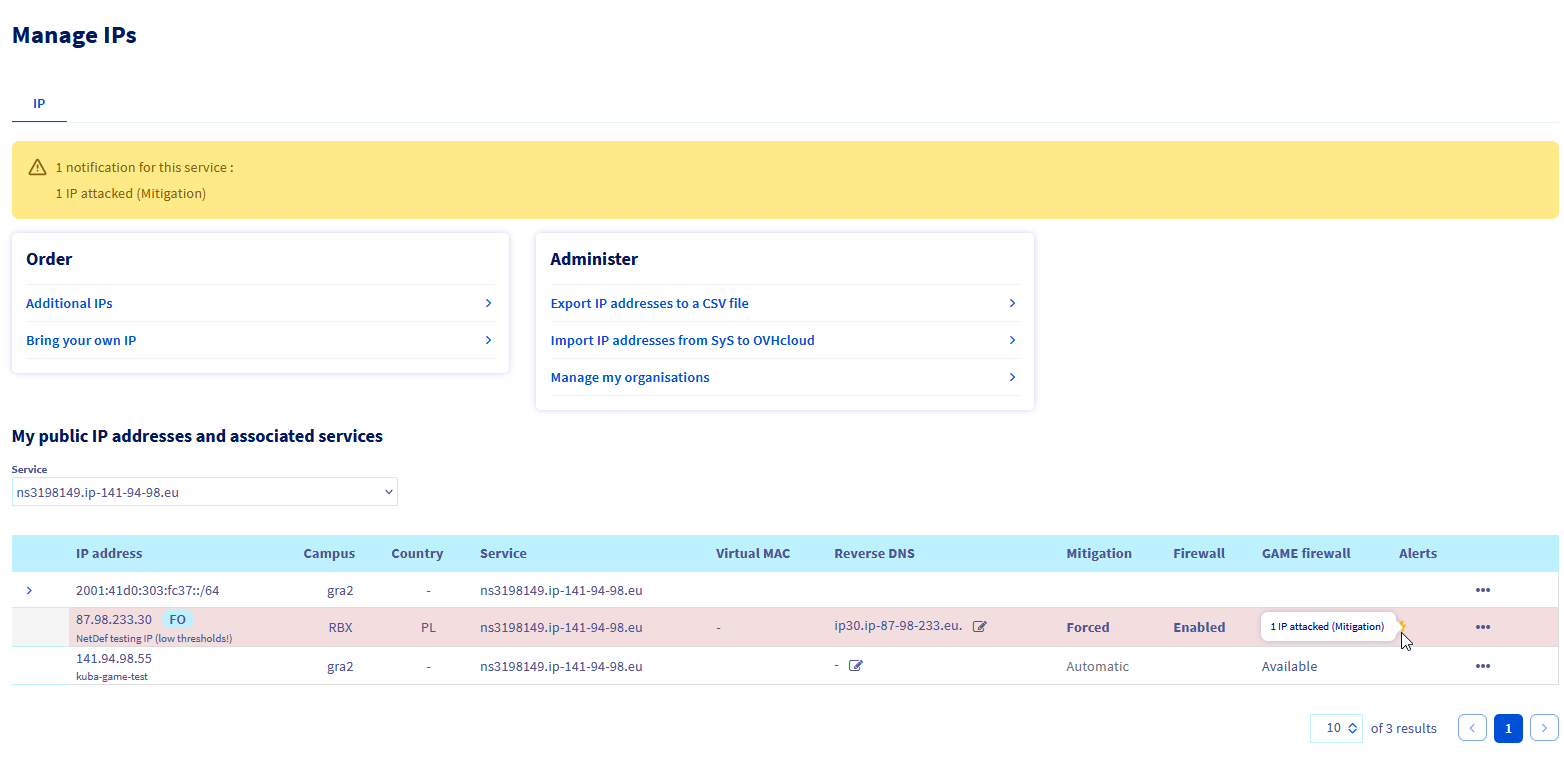 Manage IPs
IP
1 notification for this service :
1 IP attacked (Mitigation)
Order
Additional IPs
Bring your own IP
Administer
Export IP addresses to a CSV file
Import IP addresses from SyS to OVHcloud
Manage my organisations
My public IP addresses and associated services
Service
ns3198149.ip-141-94-98.eu
IP address Campus Country Service Virtual MAC Reverse DNS Mitigation Firewall GAME firewall Alerts
2001:41d0:303:fc37::/64 gra2 - ns3198149.ip-141-94-98.eu
87.98.233.30 FO RBX PL ns3198149.ip-141-94-98.eu - ip30.ip-87-98-233.eu. Forced Enabled 1 IP attacked (Mitigation)
NetDef testing IP (low thresholds!)
141.94.98.55 gra2 - ns3198149.ip-141-94-98.eu - Automatic Available
kuba-game-test
10 of 3 results 1